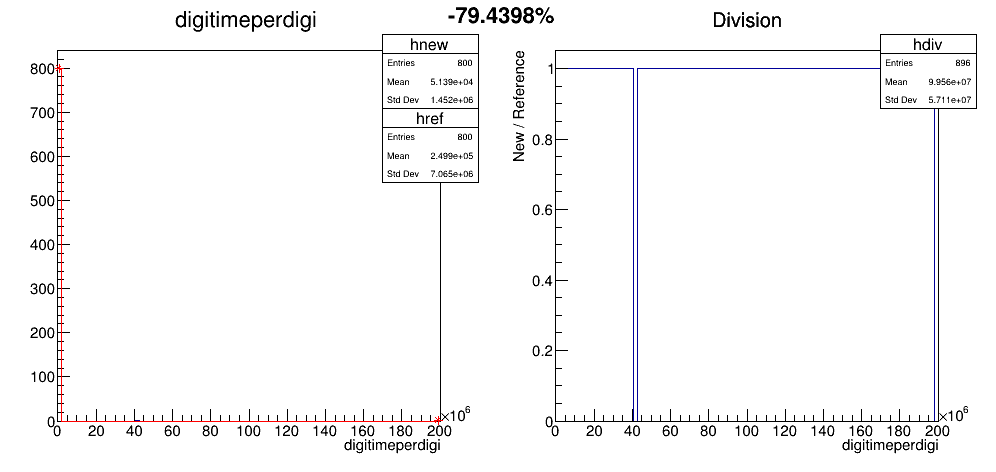 -79.4398%
digitimeperdigi
hnew
Entries 800
Mean 5.139e+04
Std Dev 1.452e+06
href
Entries 800
Mean 2.499e+05
Std Dev 7.065e+06
800
700
600
500
400
300
200
100
0
0 20 40 60 80 100 120 140 160 180 200
×10⁶
digitimeperdigi
Division
hdiv
Entries 896
Mean 9.956e+07
Std Dev 5.711e+07
New / Reference
1
0.8
0.6
0.4
0.2
0
0 20 40 60 80 100 120 140 160 180 200
×10⁶
digitimeperdigi